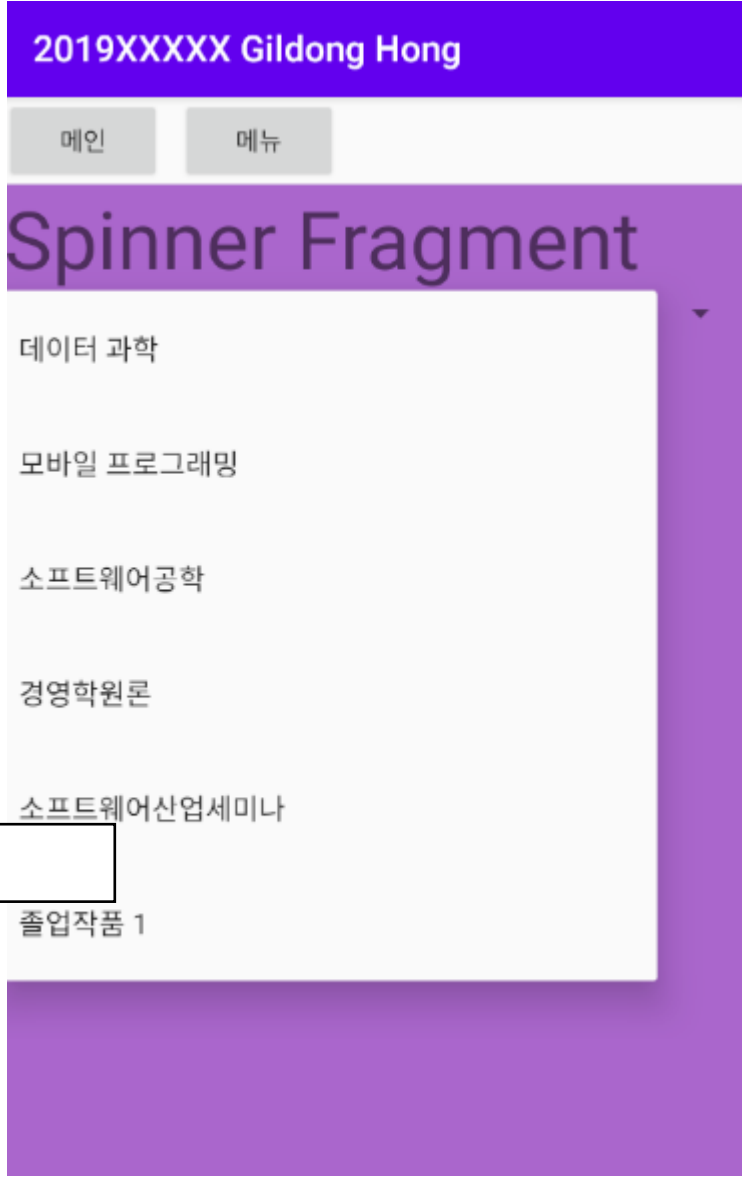 2019XXXXX Gildong Hong
메인 메뉴
Spinner Fragment
데이터 과학
모바일 프로그래밍
소프트웨어공학
경영학원론
소프트웨어산업세미나
졸업작품 1